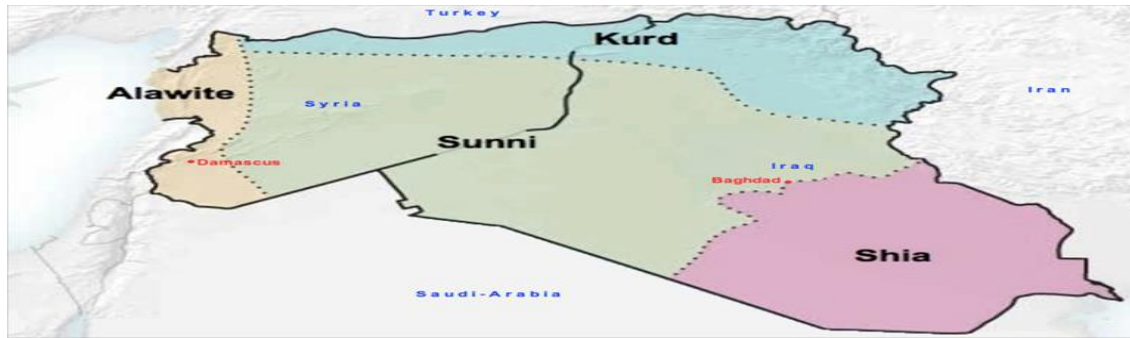 Turkey
Kurd
Iran
Alawite
Syria
Sunni
Damascus
Iraq
Baghdad
Shia
Saudi-Arabia